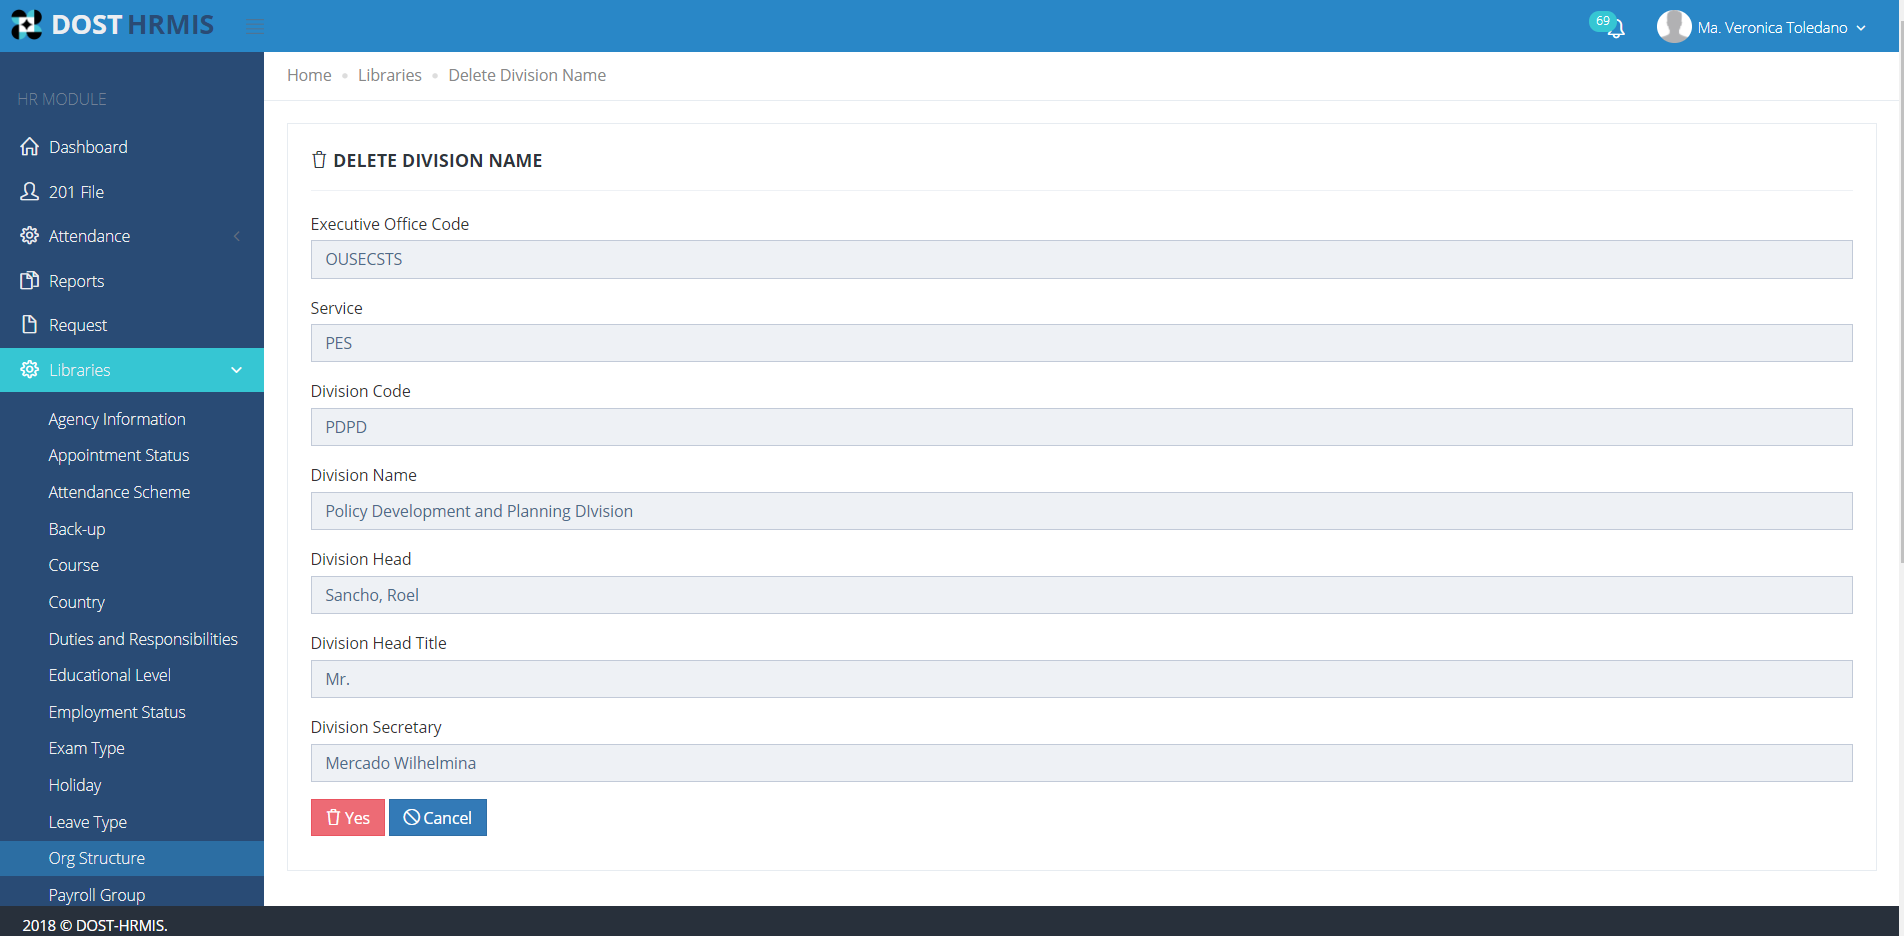 DOST HRMIS
69
Ma. Veronica Toledano
HR MODULE
Dashboard
201 File
Attendance
Reports
Request
Libraries
Agency Information
Appointment Status
Attendance Scheme
Back-up
Course
Country
Duties and Responsibilities
Educational Level
Employment Status
Exam Type
Holiday
Leave Type
Org Structure
Payroll Group
Home Libraries Delete Division Name
DELETE DIVISION NAME
Executive Office Code
OUSECSTS
Service
PES
Division Code
PDPD
Division Name
Policy Development and Planning DIvision
Division Head
Sancho, Roel
Division Head Title
Mr.
Division Secretary
Mercado Wilhelmina
Yes Cancel
2018 © DOST-HRMIS.